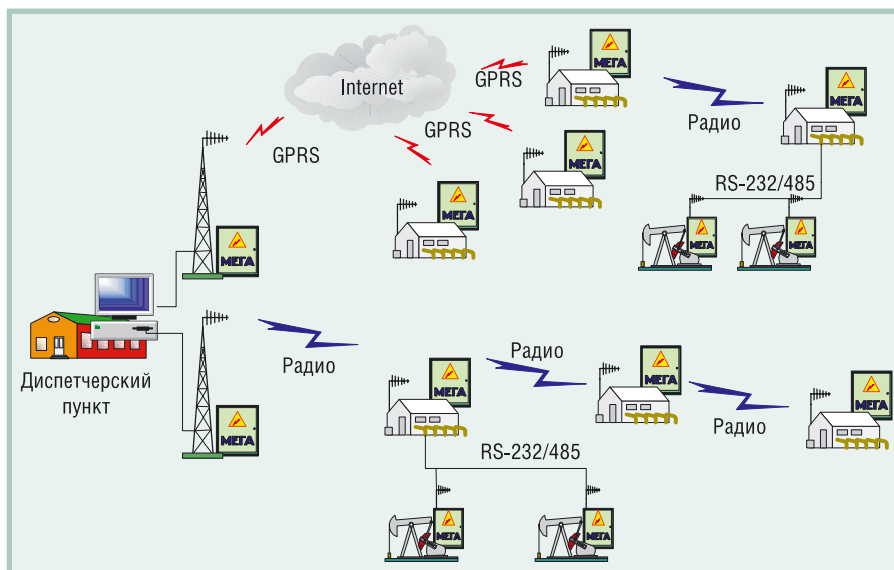 МЕГА
Internet
GPRS
МЕГА
Радио
GPRS
GPRS
МЕГА
МЕГА
RS-232/485
МЕГА
МЕГА
МЕГА
Диспетчерский
пункт
Радио
Радио
МЕГА
МЕГА
Радио
МЕГА
МЕГА
RS-232/485
МЕГА
МЕГА